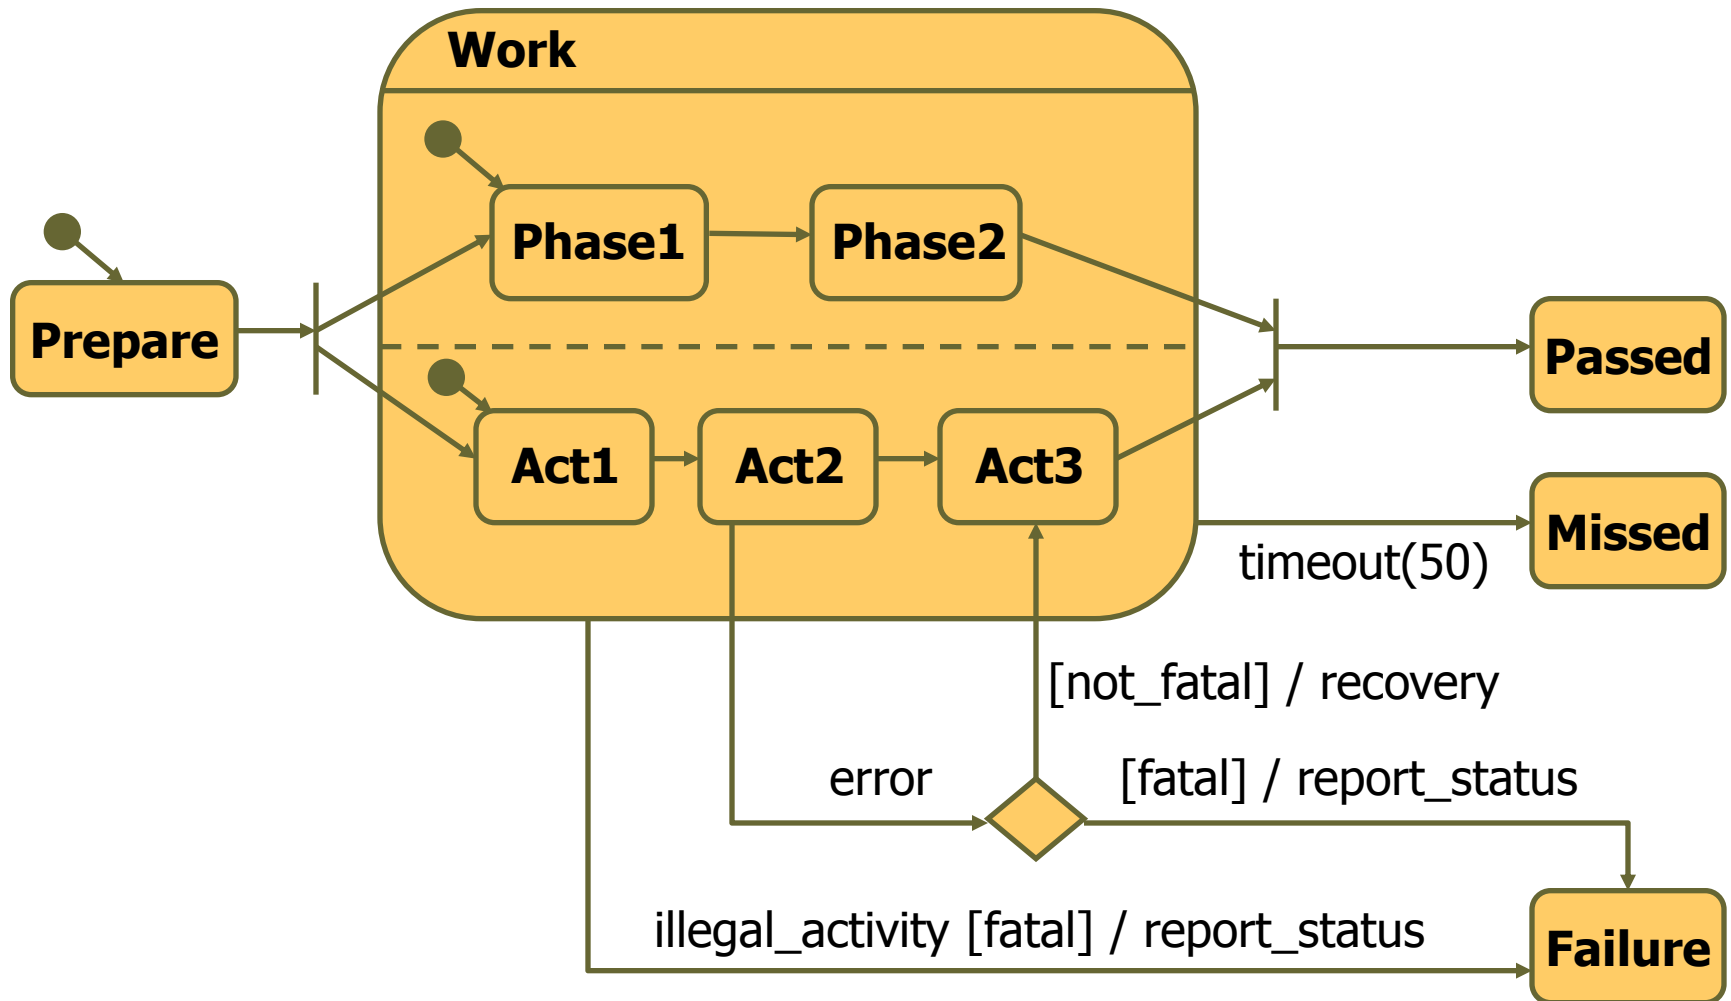 Work
Phase1
Phase2
Prepare
Passed
Act1
Act2
Act3
Missed
timeout(50)
[not_fatal] / recovery
error
[fatal] / report_status
illegal_activity [fatal] / report_status
Failure